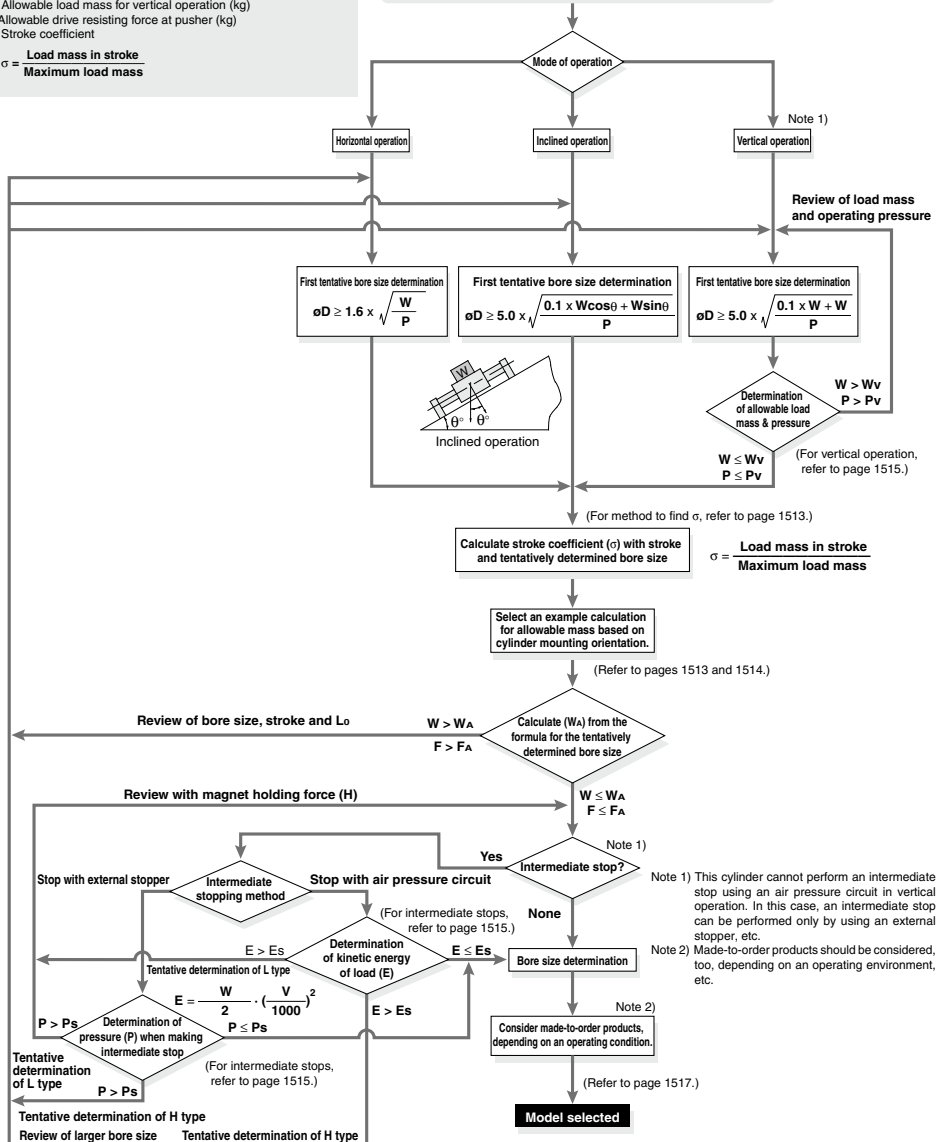 Allowable load mass for vertical operation (kg)
Allowable drive resisting force at pusher (kg)
Stroke coefficient
σ = Load mass in stroke
Maximum load mass
Mode of operation
Note 1)
Horizontal operation
Inclined operation
Vertical operation
Review of load mass
and operating pressure
First tentative bore size determination
øD ≥ 1.6 x √ W
P
First tentative bore size determination
øD ≥ 5.0 x √ 0.1 x Wcosθ + Wsinθ
P
First tentative bore size determination
øD ≥ 5.0 x √ 0.1 x W + W
P
W
θ° θ°
Inclined operation
Determination
of allowable load
mass & pressure
W > Wv
P > Pv
(For vertical operation,
refer to page 1515.)
W ≤ Wv
P ≤ Pv
(For method to find σ, refer to page 1513.)
Calculate stroke coefficient (σ) with stroke
and tentatively determined bore size
σ = Load mass in stroke
Maximum load mass
Select an example calculation
for allowable mass based on
cylinder mounting orientation.
(Refer to pages 1513 and 1514.)
Review of bore size, stroke and L0
W > WA
F > FA
Calculate (WA) from the
formula for the tentatively
determined bore size
Review with magnet holding force (H)
W ≤ WA
F ≤ FA
Note 1)
Yes
Intermediate stop?
None
Stop with external stopper
Intermediate
stopping method
Stop with air pressure circuit
(For intermediate stops,
refer to page 1515.)
E > Es
Determination
of kinetic energy
of load (E)
E ≤ Es
Tentative determination of L type
E = W
2 · ( V
1000 )2
E > Es
Bore size determination
P > Ps
Determination of
pressure (P) when making
intermediate stop
P ≤ Ps
(For intermediate stops,
refer to page 1515.)
Tentative
determination
of L type
P > Ps
Tentative determination of H type
Review of larger bore size
Tentative determination of H type
Note 2)
Consider made-to-order products,
depending on an operating condition.
(Refer to page 1517.)
Model selected
Note 1) This cylinder cannot perform an intermediate
stop using an air pressure circuit in vertical
operation. In this case, an intermediate stop
can be performed only by using an external
stopper, etc.
Note 2) Made-to-order products should be considered,
too, depending on an operating environment,
etc.